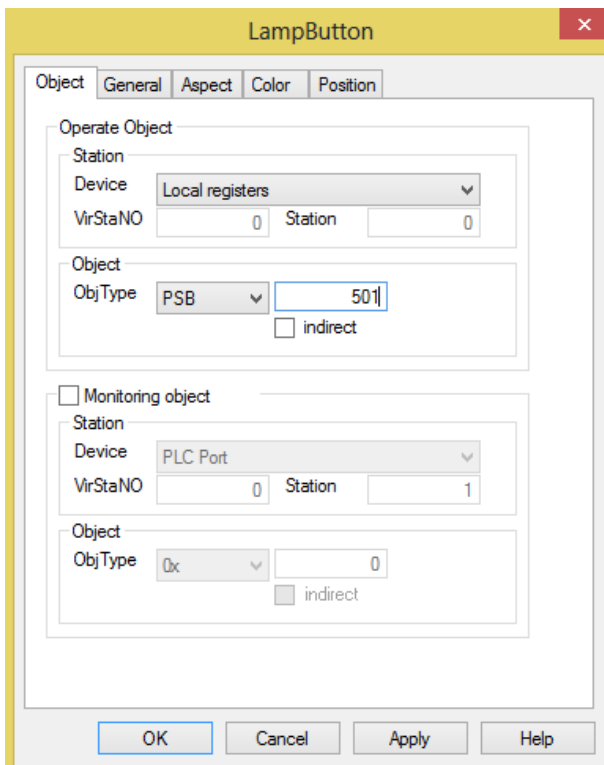 LampButton
Object General Aspect Color Position
Operate Object
Station
Device Local registers
VirStaNO 0 Station 0
Object
ObjType PSB 501
indirect
Monitoring object
Station
Device PLC Port
VirStaNO 0 Station 1
Object
ObjType 0x 0
indirect
OK Cancel Apply Help